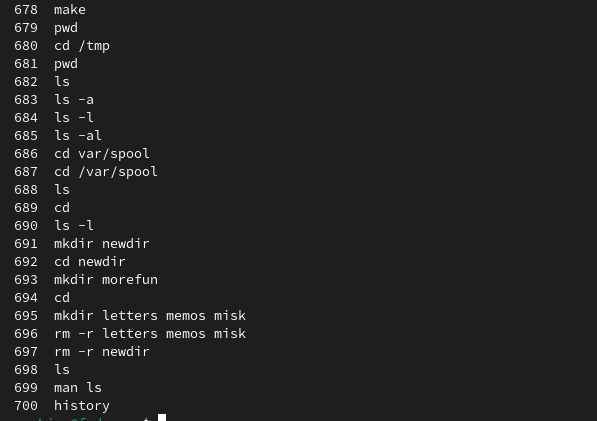 678 make
679 pwd
680 cd /tmp
681 pwd
682 ls
683 ls -a
684 ls -l
685 ls -al
686 cd var/spool
687 cd /var/spool
688 ls
689 cd
690 ls -l
691 mkdir newdir
692 cd newdir
693 mkdir morefun
694 cd
695 mkdir letters memos misk
696 rm -r letters memos misk
697 rm -r newdir
698 ls
699 man ls
700 history